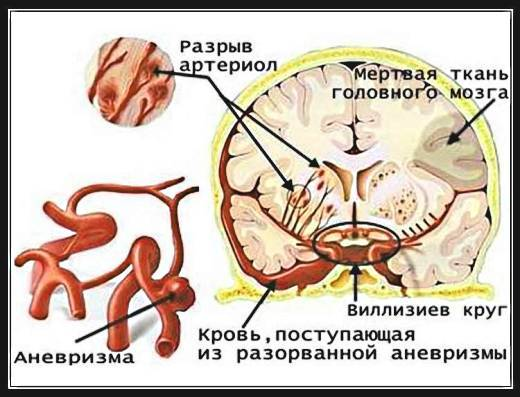 Разрыв
артериол
Мертвая ткань
головного мозга
Виллизиев круг
Кровь,поступающая
из разорванной аневризмы
Аневризма